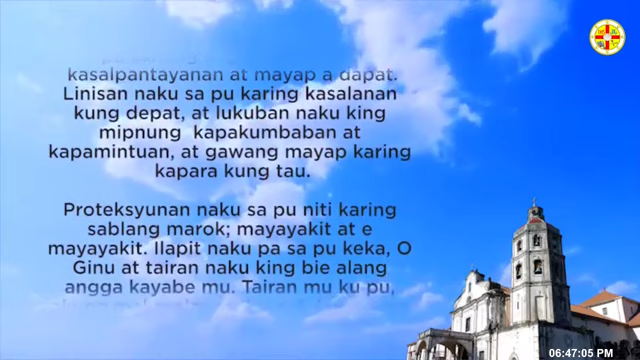 kasalpantayanan at mayap a dapat.
Linisan naku sa pu karing kasalanan
kung depat, at lukuban naku king
mipnung kapakumbaban at
kapamintuan, at gawang mayap karing
kapara kung tau.
Proteksyunan naku sa pu niti karing
sablang marok; mayayakit at e
mayayakit. Ilapit naku pa sa pu keka, O
Ginu at tairan naku king bie alang
angga kayabe mu. Tairan mu ku pu,
06:47:05 PM